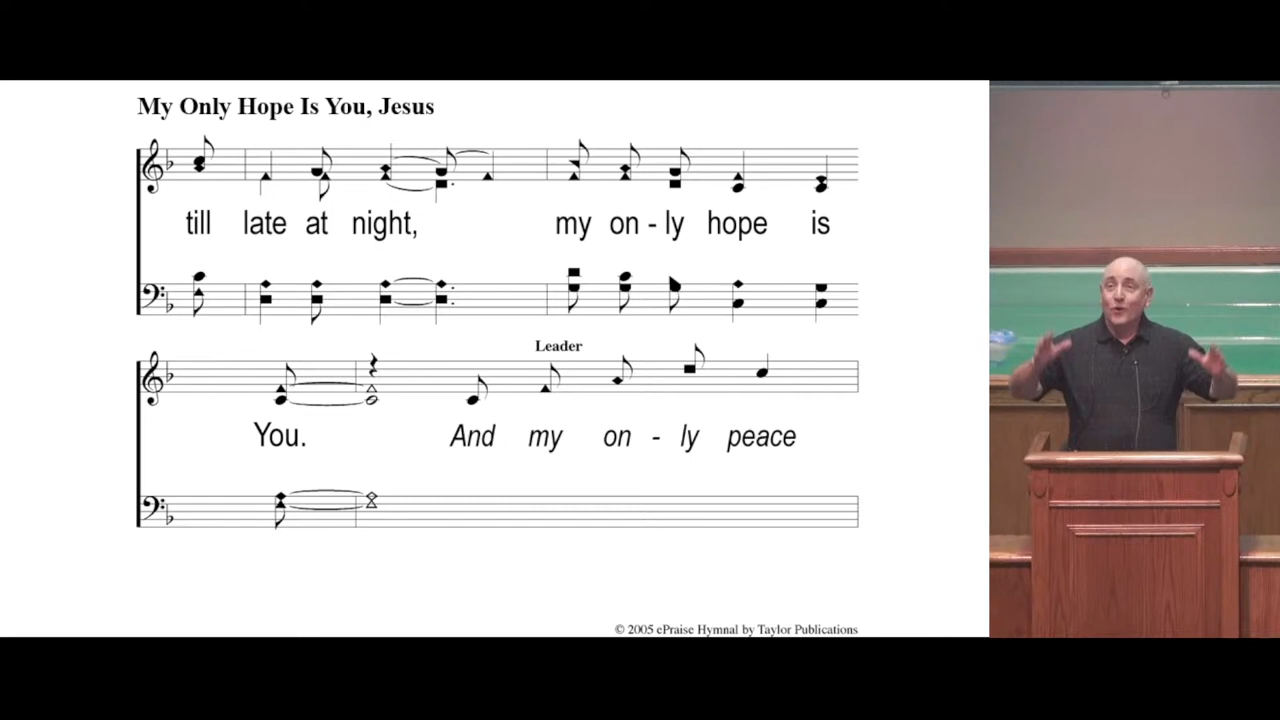 My Only Hope Is You, Jesus
till late at night, my on - ly hope is
Leader
You. And my on - ly peace
© 2005 ePraise Hymnal by Taylor Publications